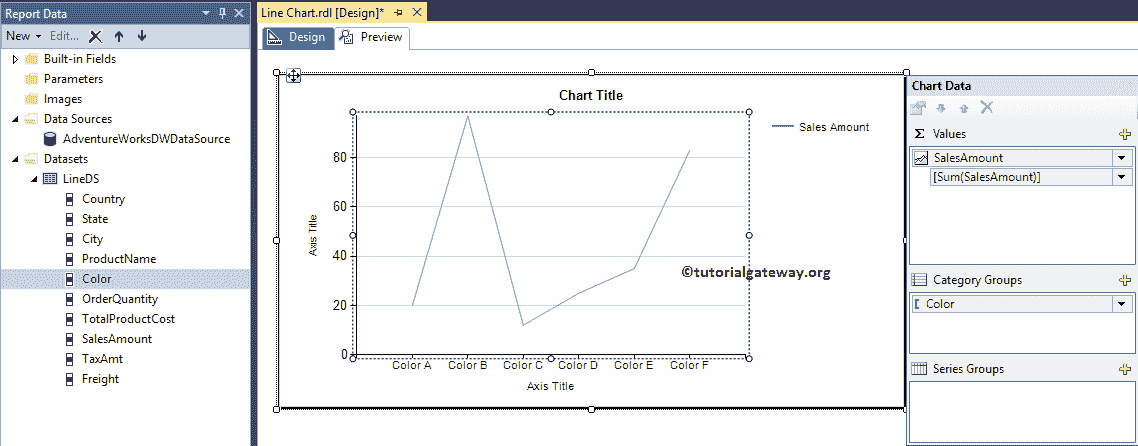 Report Data
New Edit...
Built-in Fields
Parameters
Images
Data Sources
AdventureWorksDWDataSource
Datasets
LineDS
Country
State
City
ProductName
Color
OrderQuantity
TotalProductCost
SalesAmount
TaxAmt
Freight
Line Chart.rdl [Design]*
Design Preview
Chart Title
Sales Amount
80
60
40
20
0
Axis Title
©tutorialgateway.org
Color A Color B Color C Color D Color E Color F
Axis Title
Chart Data
Σ Values
SalesAmount
[Sum(SalesAmount)]
Category Groups
Color
Series Groups